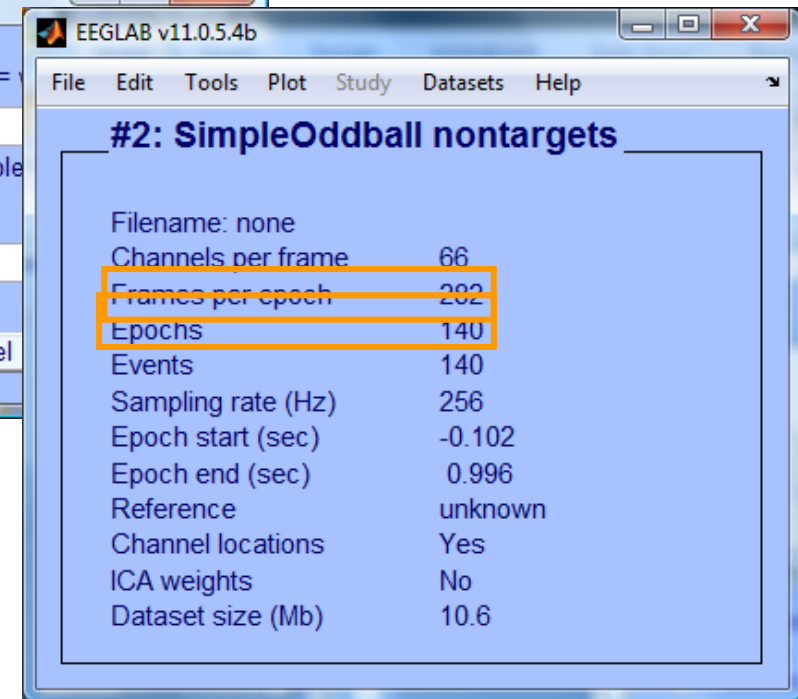 EEGLAB v11.0.5.4b
File Edit Tools Plot Study Datasets Help
#2: SimpleOddball nontargets
Filename: none
Channels per frame 66
Frames per epoch 282
Epochs 140
Events 140
Sampling rate (Hz) 256
Epoch start (sec) -0.102
Epoch end (sec) 0.996
Reference unknown
Channel locations Yes
ICA weights No
Dataset size (Mb) 10.6